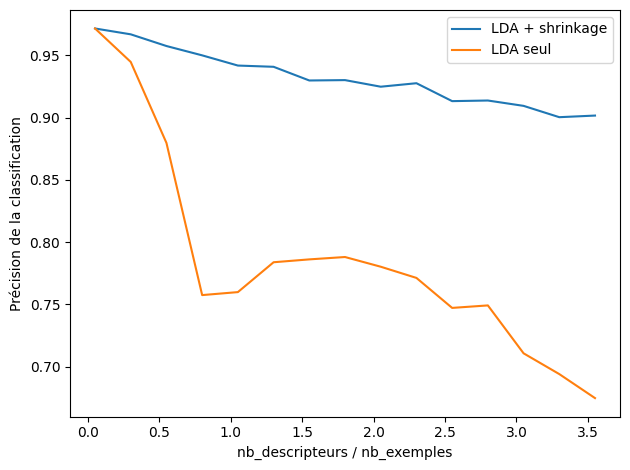 LDA + shrinkage
LDA seul
Précision de la classification
0.95
0.90
0.85
0.80
0.75
0.70
0.0 0.5 1.0 1.5 2.0 2.5 3.0 3.5
nb_descripteurs / nb_exemples